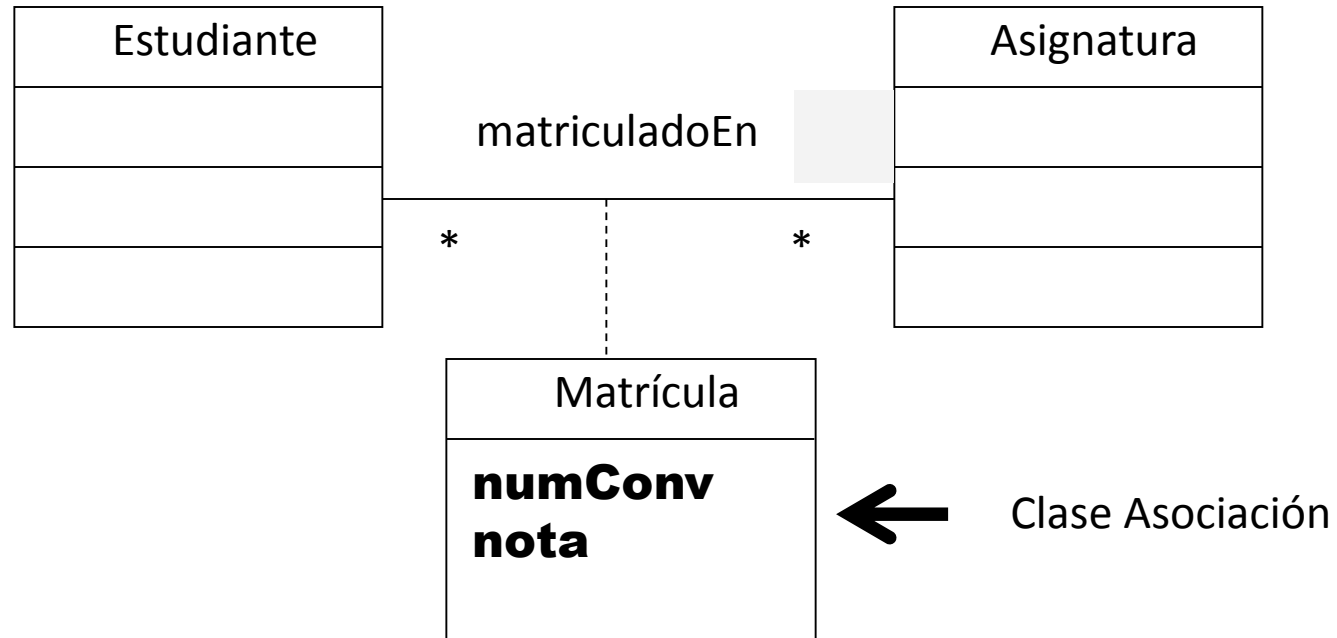 Estudiante
Asignatura
matriculadoEn
*
*
Matrícula
numConv
nota
Clase Asociación